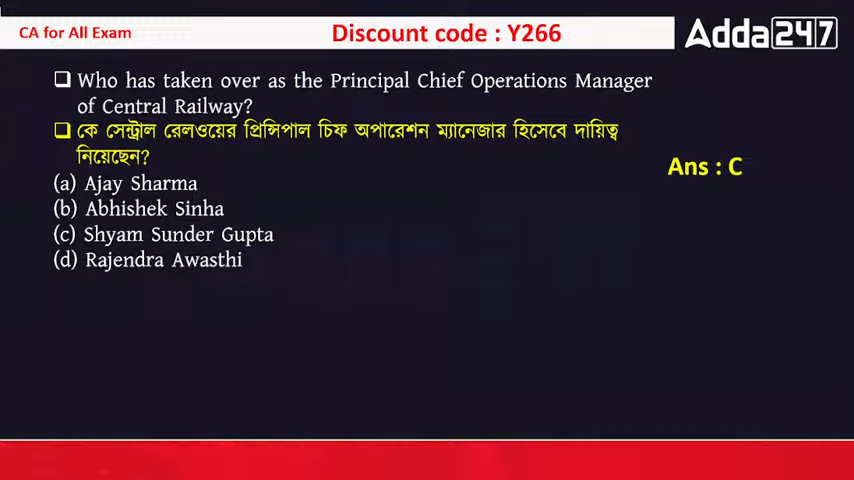 CA for All Exam
Discount code : Y266
Adda247
Who has taken over as the Principal Chief Operations Manager
of Central Railway?
কে সেন্ট্রাল রেলওয়ের প্রিন্সিপাল চিফ অপারেশন ম্যানেজার হিসেবে দায়িত্ব
নিয়েছেন?
Ans : C
(a) Ajay Sharma
(b) Abhishek Sinha
(c) Shyam Sunder Gupta
(d) Rajendra Awasthi